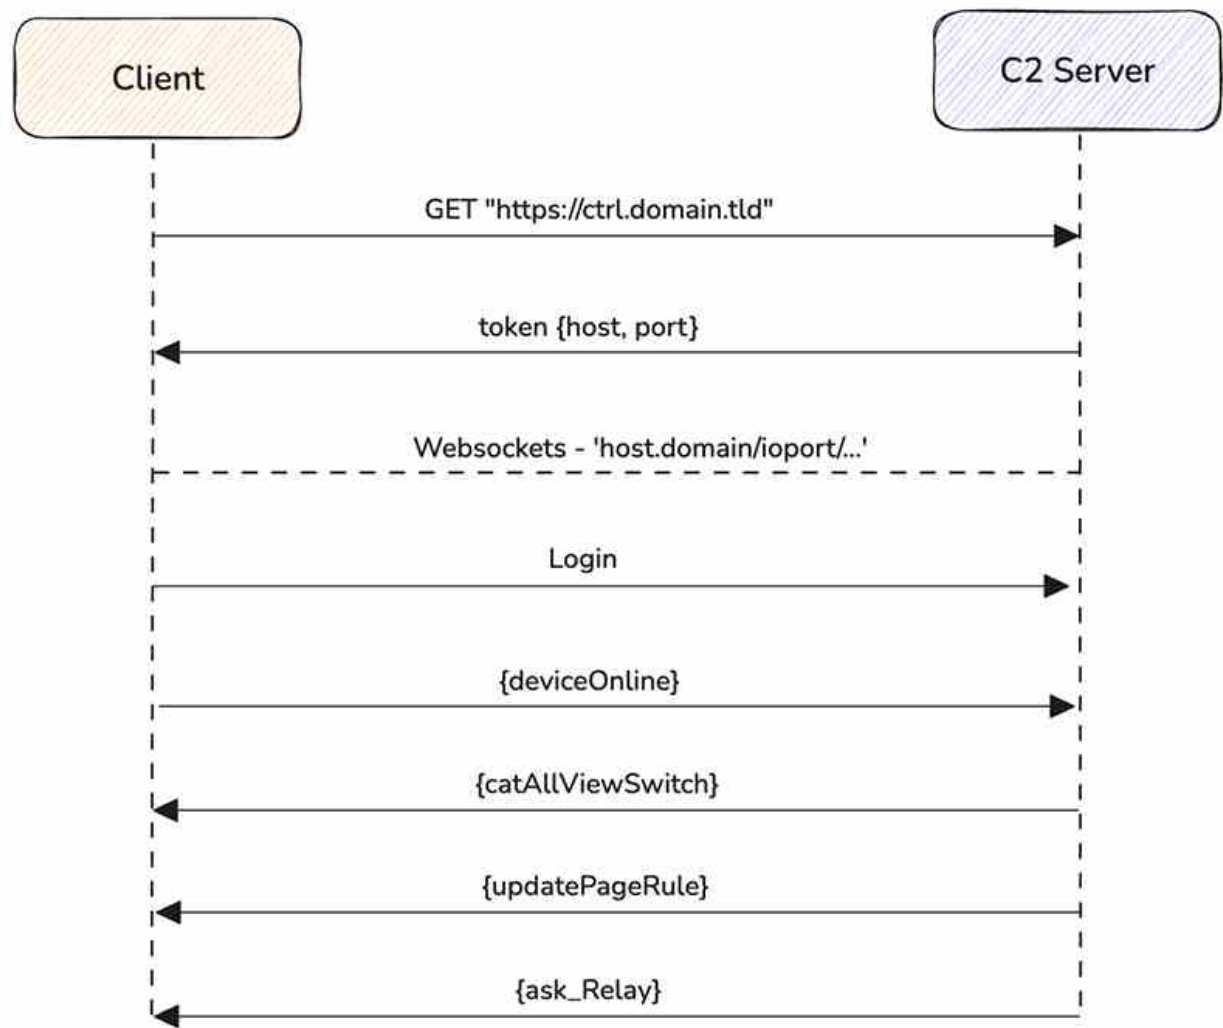 Client
C2 Server
GET "https://ctrl.domain.tld"
token {host, port}
Websockets - 'host.domain/ioport/...'
Login
{deviceOnline}
{catAllViewSwitch}
{updatePageRule}
{ask_Relay}